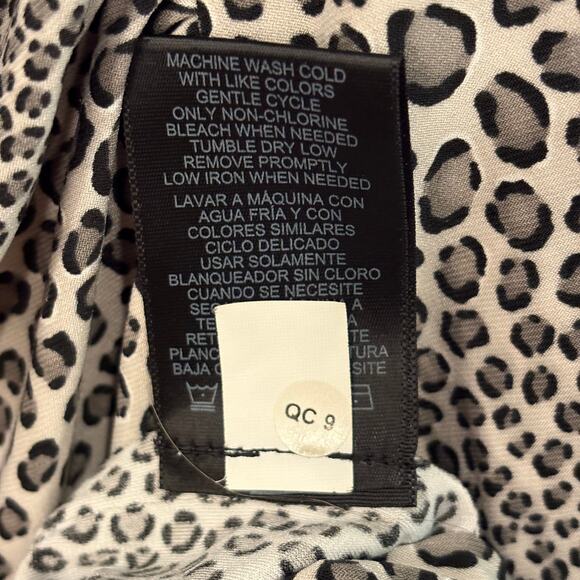 MACHINE WASH COLD
WITH LIKE COLORS
GENTLE CYCLE
ONLY NON-CHLORINE
BLEACH WHEN NEEDED
TUMBLE DRY LOW
REMOVE PROMPTLY
LOW IRON WHEN NEEDED
LAVAR A MÁQUINA CON
AGUA FRÍA Y CON
COLORES SIMILARES
CICLO DELICADO
USAR SOLAMENTE
BLANQUEADOR SIN CLORO
CUANDO SE NECESITE
A
BAJA
QC 9